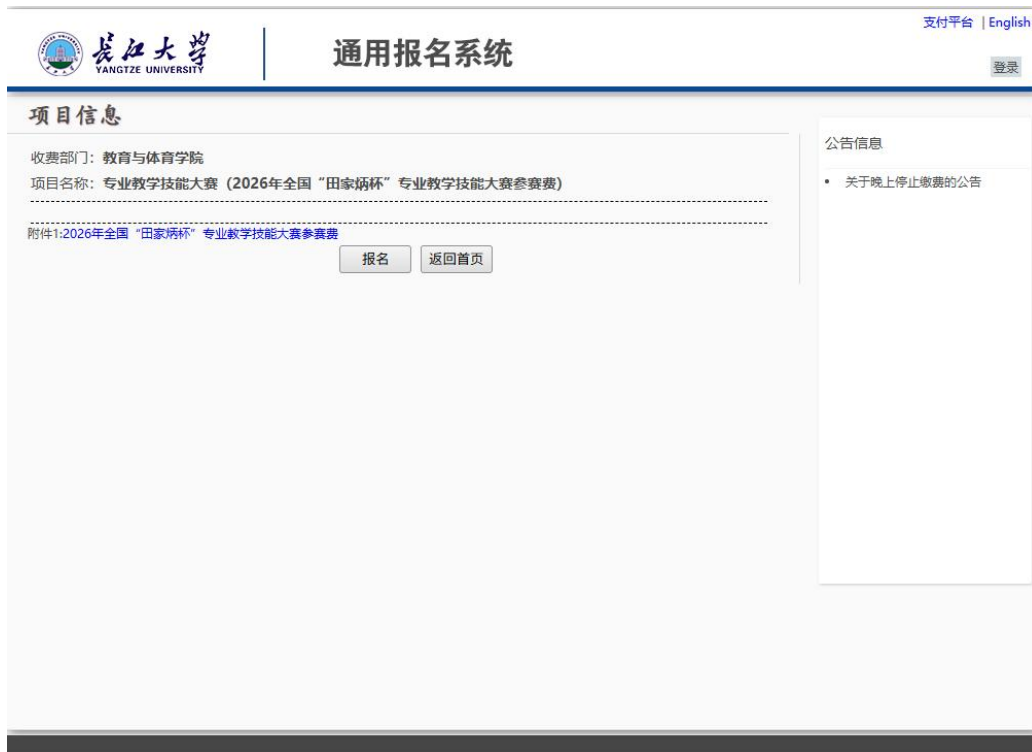 支付平台 | English
长江大学
YANGTZE UNIVERSITY
通用报名系统
登录
项目信息
收费部门：教育与体育学院
项目名称：专业教学技能大赛（2026年全国“田家炳杯”专业教学技能大赛参赛费）
附件1:2026年全国“田家炳杯”专业教学技能大赛参赛费
报名
返回首页
公告信息
• 关于晚上停止缴费的公告